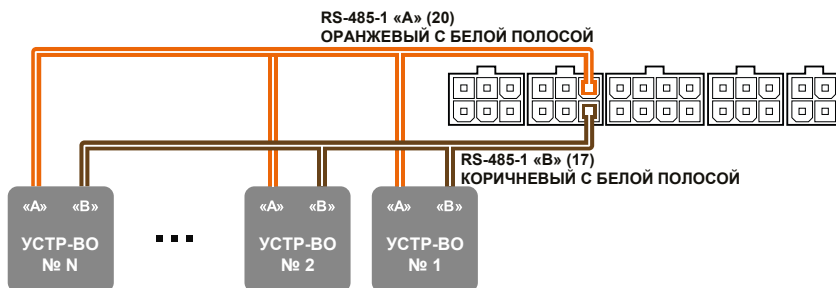 RS-485-1 «A» (20)
ОРАНЖЕВЫЙ С БЕЛОЙ ПОЛОСОЙ
RS-485-1 «B» (17)
КОРИЧНЕВЫЙ С БЕЛОЙ ПОЛОСОЙ
«A» «B» «A» «B» «A» «B»
УСТР-ВО УСТР-ВО УСТР-ВО
№ N ... № 2 № 1